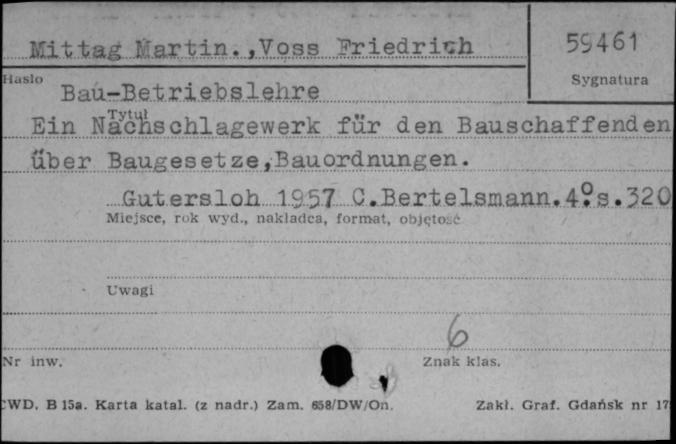 Mittag Martin.,Voss Friedrich
59461
Hasło
Sygnatura
Bau-Betriebslehre
Tytuł
Ein Nachschlagewerk für den Bauschaffenden
über Baugesetze,Bauordnungen.
Gutersloh 1957 C.Bertelsmann.4°s.320
Miejsce, rok wyd., nakładca, format, objętość
Uwagi
6
Nr inw.
Znak klas.
CWD. B 15a. Karta katal. (z nadr.) Zam. 658/DW/On.
Zakł. Graf. Gdańsk nr 17